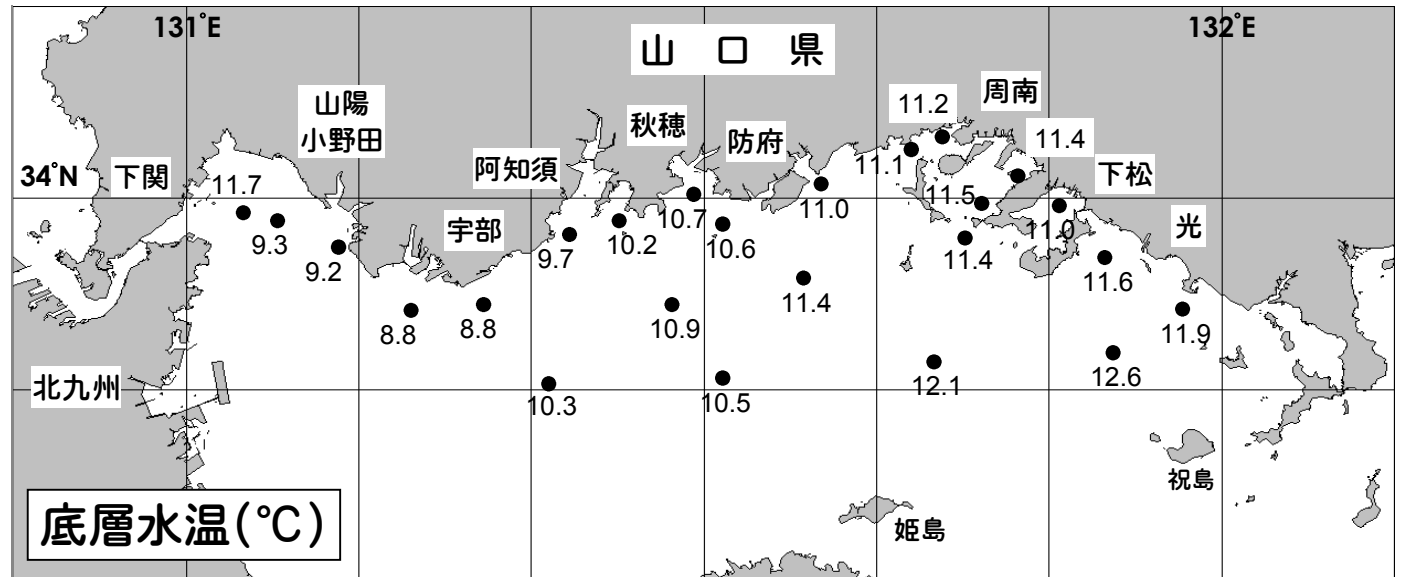 131°E
132°E
山口県
山陽
小野田
秋穂
防府
11.2
周南
11.4
34°N
下関
11.7
阿知須
11.1
下松
11.5
11.0
10.7
9.3
宇部
9.7
10.2
10.6
11.0
光
9.2
11.4
11.6
11.4
8.8
8.8
10.9
11.9
北九州
12.1
12.6
10.3
10.5
祝島
底層水温(℃)
姫島